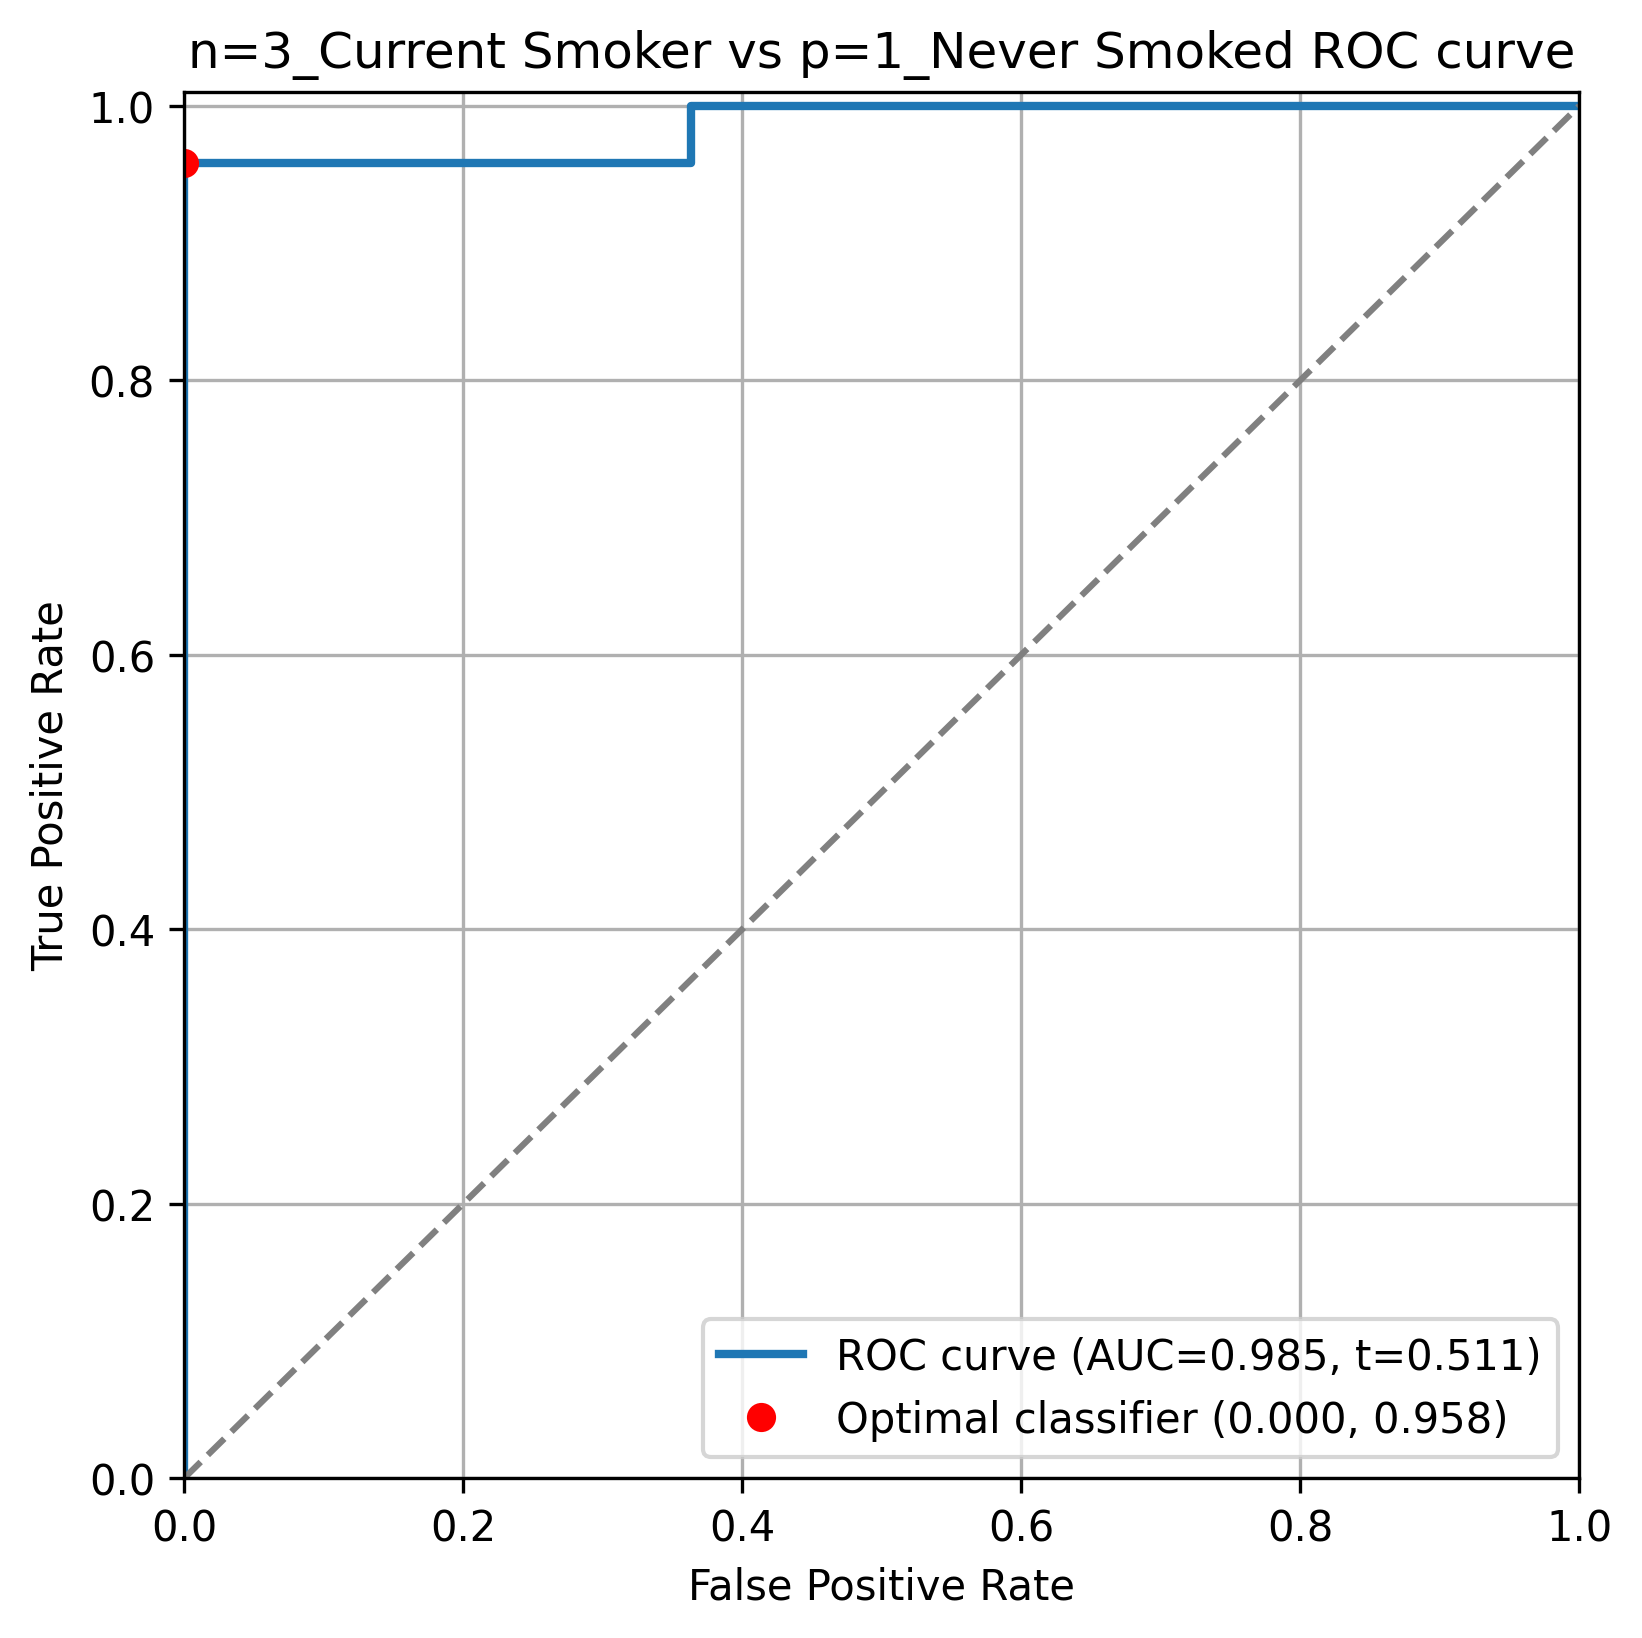 n=3_Current Smoker vs p=1_Never Smoked ROC curve
1.0
0.8
0.6
0.4
0.2
0.0
True Positive Rate
ROC curve (AUC=0.985, t=0.511)
Optimal classifier (0.000, 0.958)
0.0 0.2 0.4 0.6 0.8 1.0
False Positive Rate